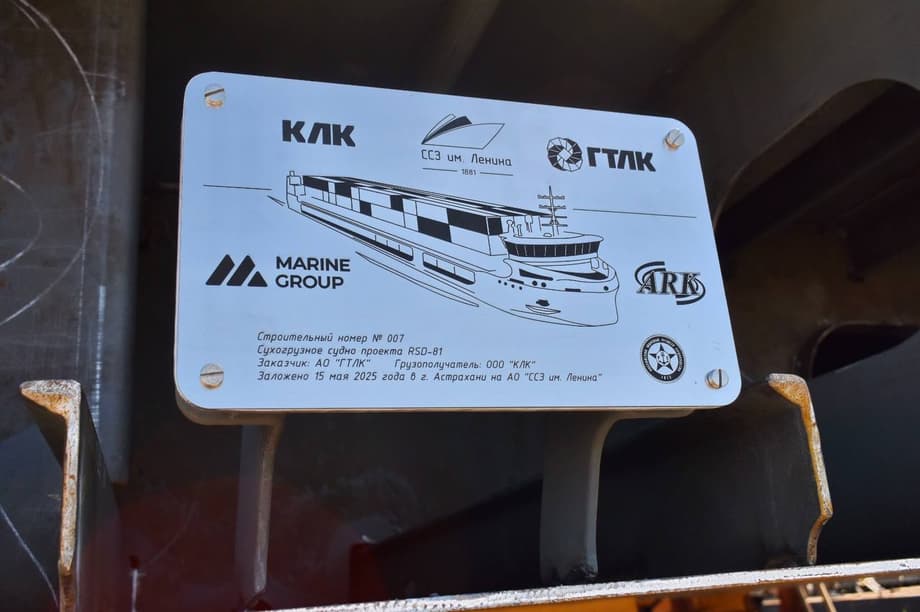 КЛК
ССЗ им. Ленина
1881
ГТЛК
MARINE
GROUP
ARK
Строительный номер № 007
Сухогрузное судно проекта RSD-81
Заказчик: АО "ГТЛК" Грузополучатель: ООО "КЛК"
Заложено 15 мая 2025 года в г. Астрахани на АО "ССЗ им. Ленина"